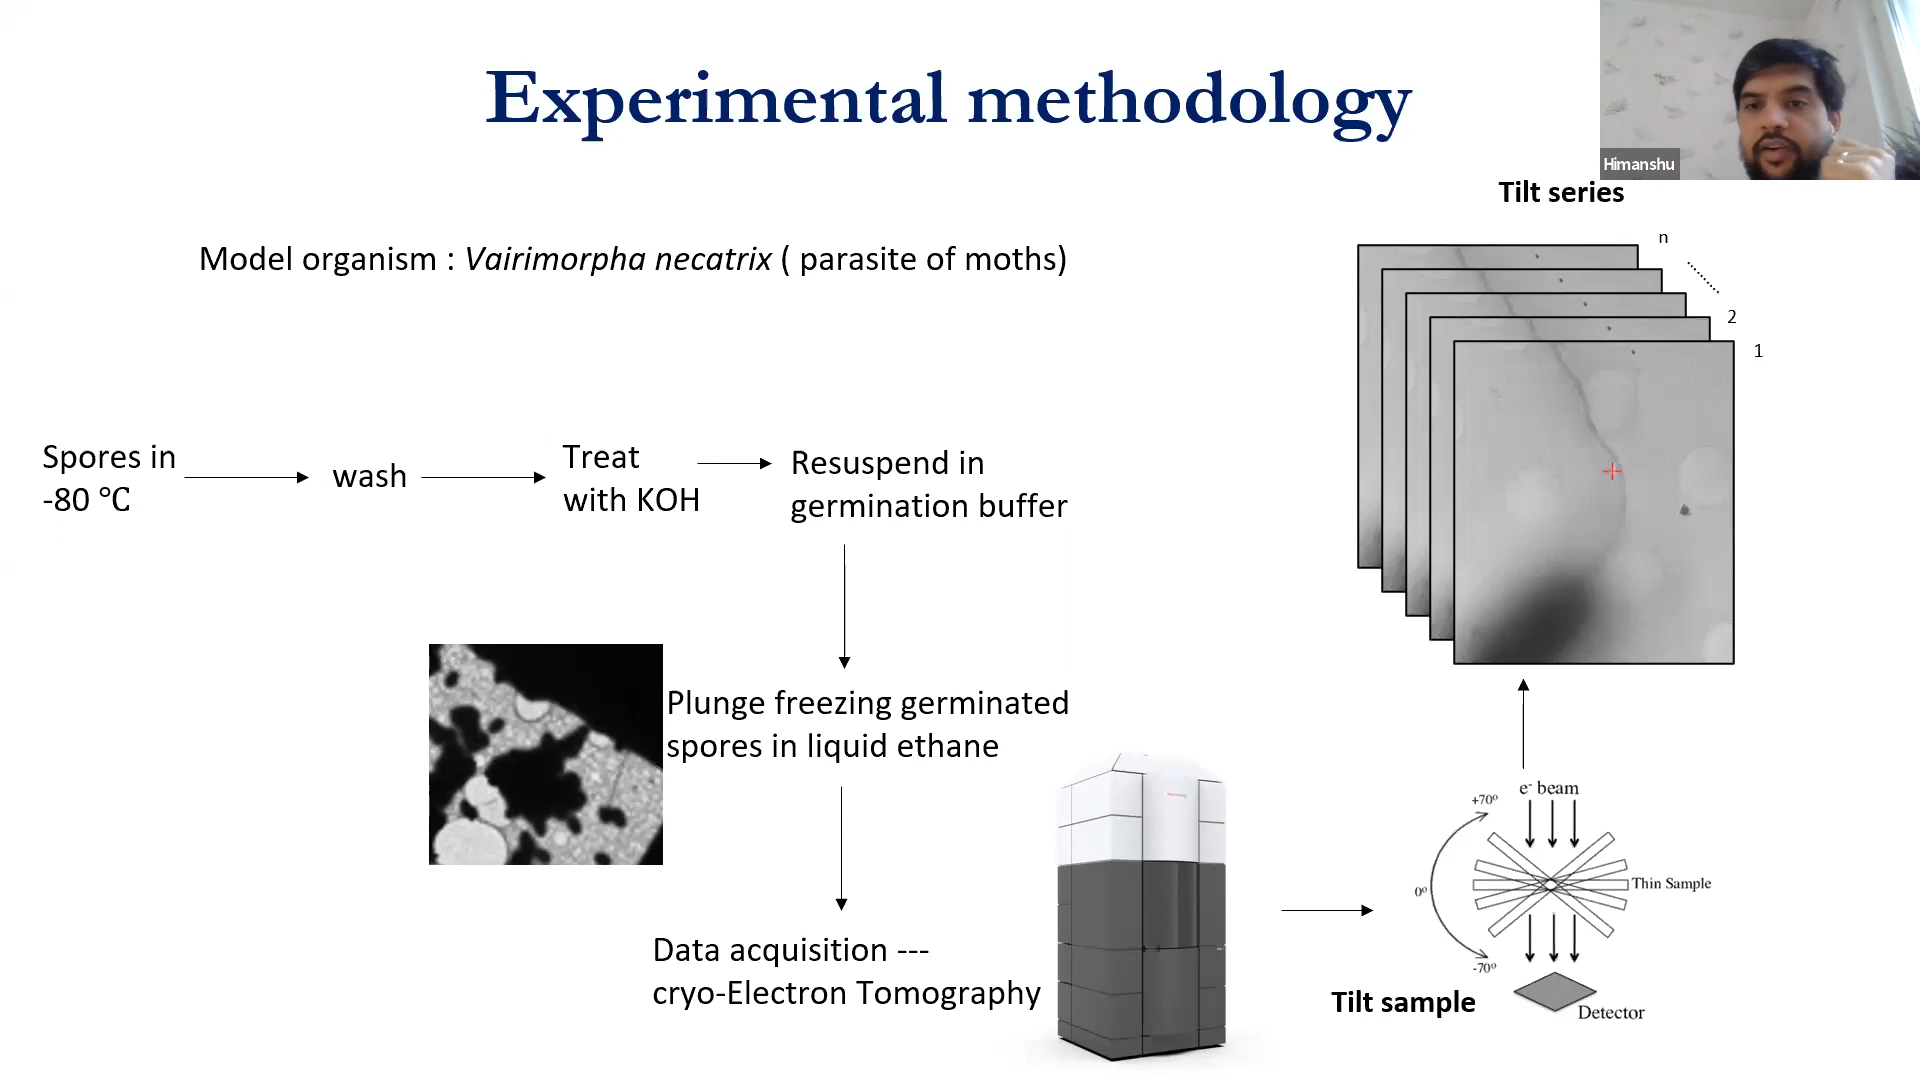 Experimental methodology
Himanshu
Tilt series
Model organism : Vairimorpha necatrix ( parasite of moths)
n
2
1
Spores in
-80 ℃
wash
Treat
with KOH
Resuspend in
germination buffer
Plunge freezing germinated
spores in liquid ethane
Data acquisition ---
cryo-Electron Tomography
e- beam
+70º
0º
-70º
Thin Sample
Tilt sample
Detector